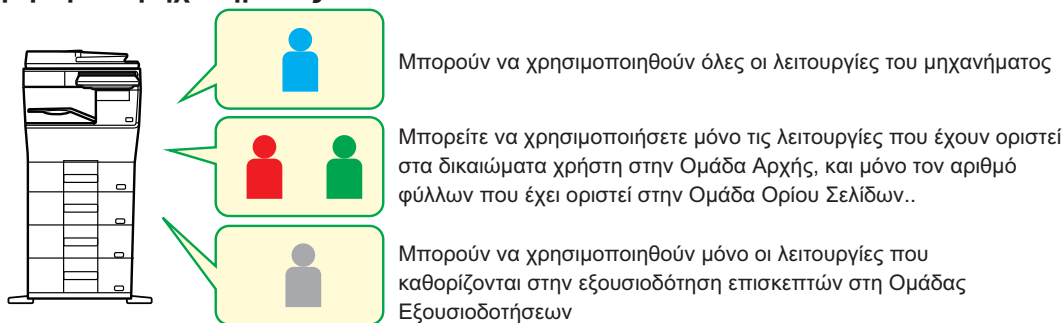 Μπορούν να χρησιμοποιηθούν όλες οι λειτουργίες του μηχανήματος
Μπορείτε να χρησιμοποιήσετε μόνο τις λειτουργίες που έχουν οριστεί
στα δικαιώματα χρήστη στην Ομάδα Αρχής, και μόνο τον αριθμό
φύλλων που έχει οριστεί στην Ομάδα Ορίου Σελίδων..
Μπορούν να χρησιμοποιηθούν μόνο οι λειτουργίες που
καθορίζονται στην εξουσιοδότηση επισκεπτών στη Ομάδας
Εξουσιοδοτήσεων